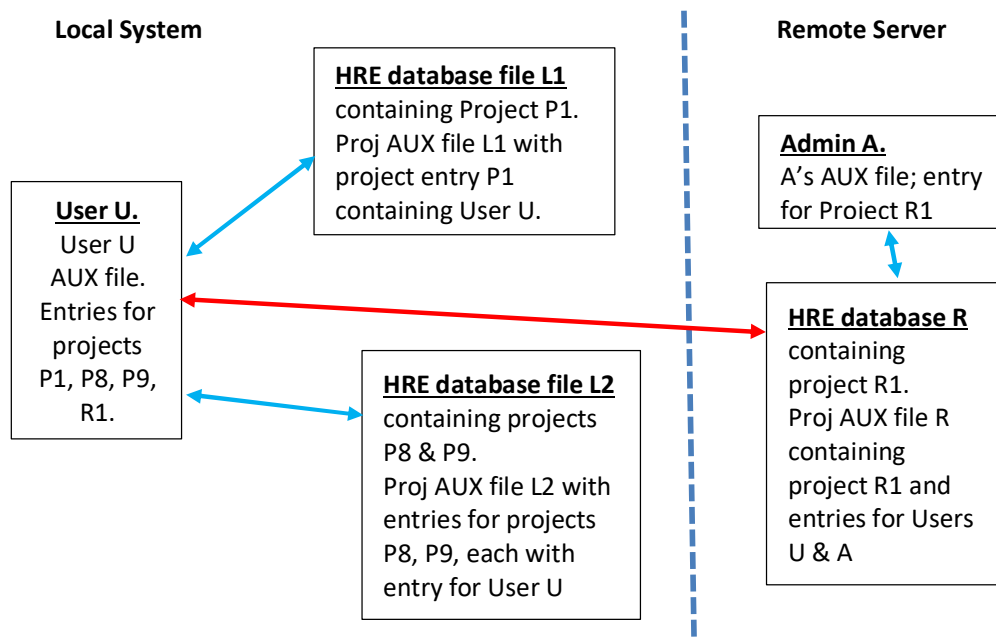 Local System
Remote Server
HRE database file L1
containing Project P1.
Proj AUX file L1 with
project entry P1
containing User U.
Admin A.
A’s AUX file; entry
for Project R1
User U.
User U
AUX file.
Entries for
projects
P1, P8, P9,
R1.
HRE database R
containing
project R1.
Proj AUX file R
containing
project R1 and
entries for Users
U & A
HRE database file L2
containing projects
P8 & P9.
Proj AUX file L2 with
entries for projects
P8, P9, each with
entry for User U